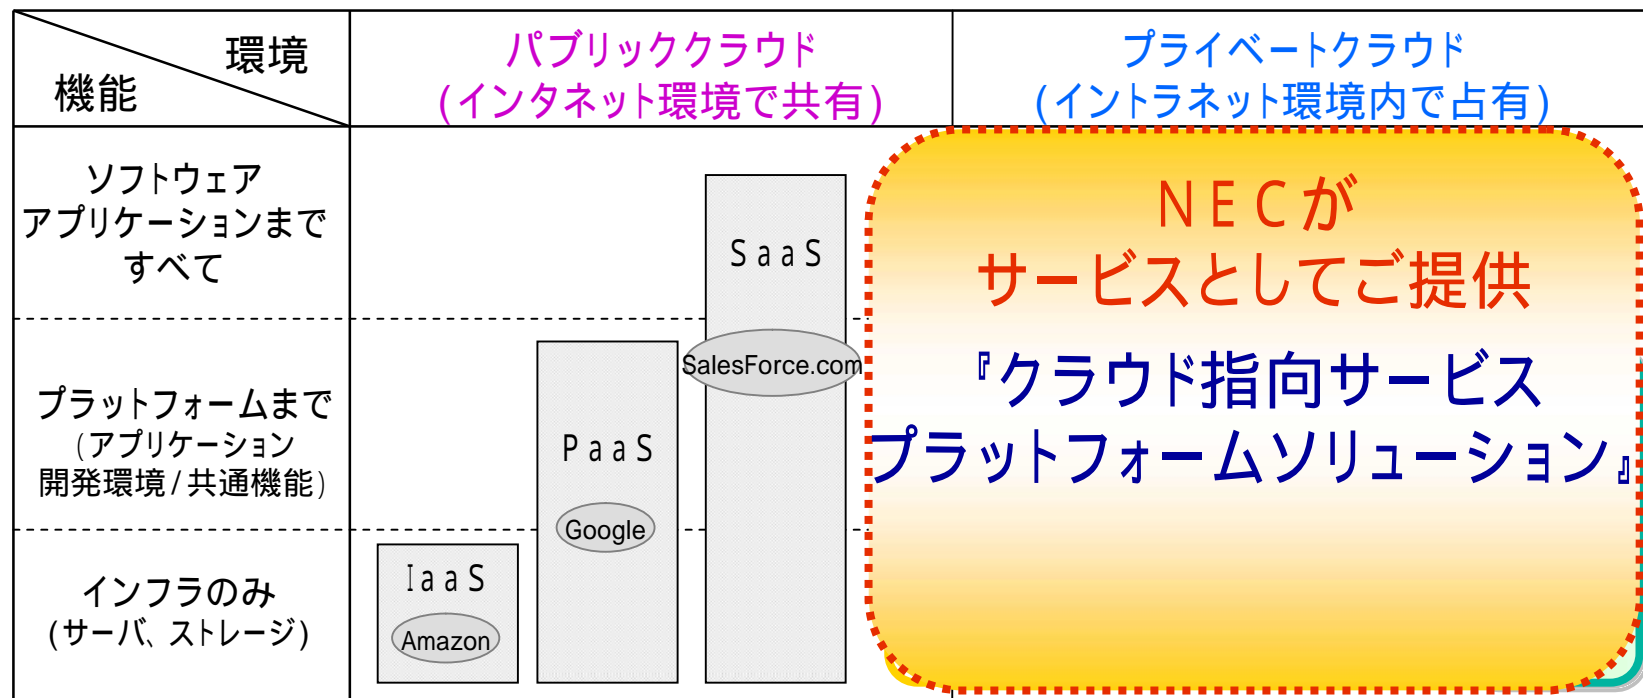 環境
機能
パブリッククラウド
(インタネット環境で共有)
プライベートクラウド
(イントラネット環境内で占有)
ソフトウェア
アプリケーションまで
すべて
プラットフォームまで
(アプリケーション
開発環境/共通機能)
インフラのみ
(サーバ、ストレージ)
IaaS
Amazon
PaaS
Google
SaaS
SalesForce.com
NECが
サービスとしてご提供
『クラウド指向サービス
プラットフォームソリューション』